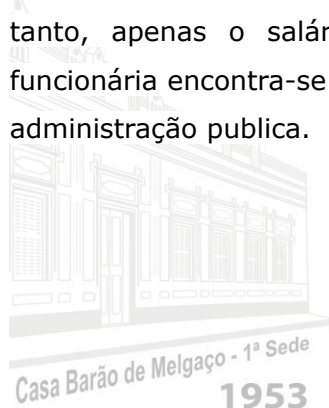 tanto, apenas o salár
funcionária encontra-se
administração publica.
Casa Barão de Melgaço - 1ª Sede
1953